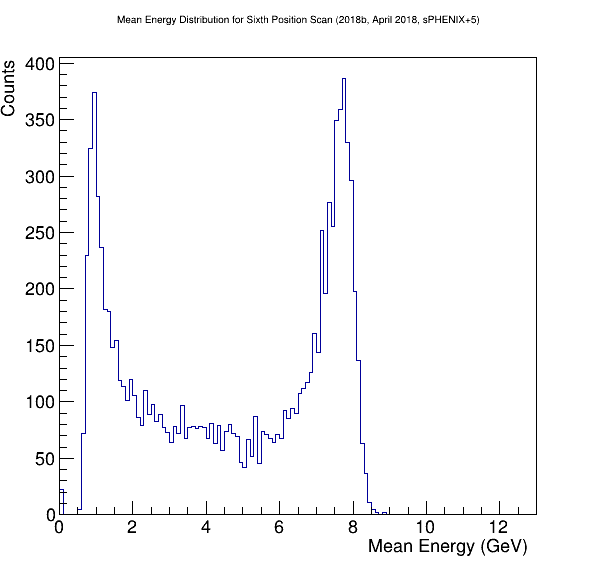 Mean Energy Distribution for Sixth Position Scan (2018b, April 2018, sPHENIX+5)
Counts
400
350
300
250
200
150
100
50
0
0 2 4 6 8 10 12
Mean Energy (GeV)